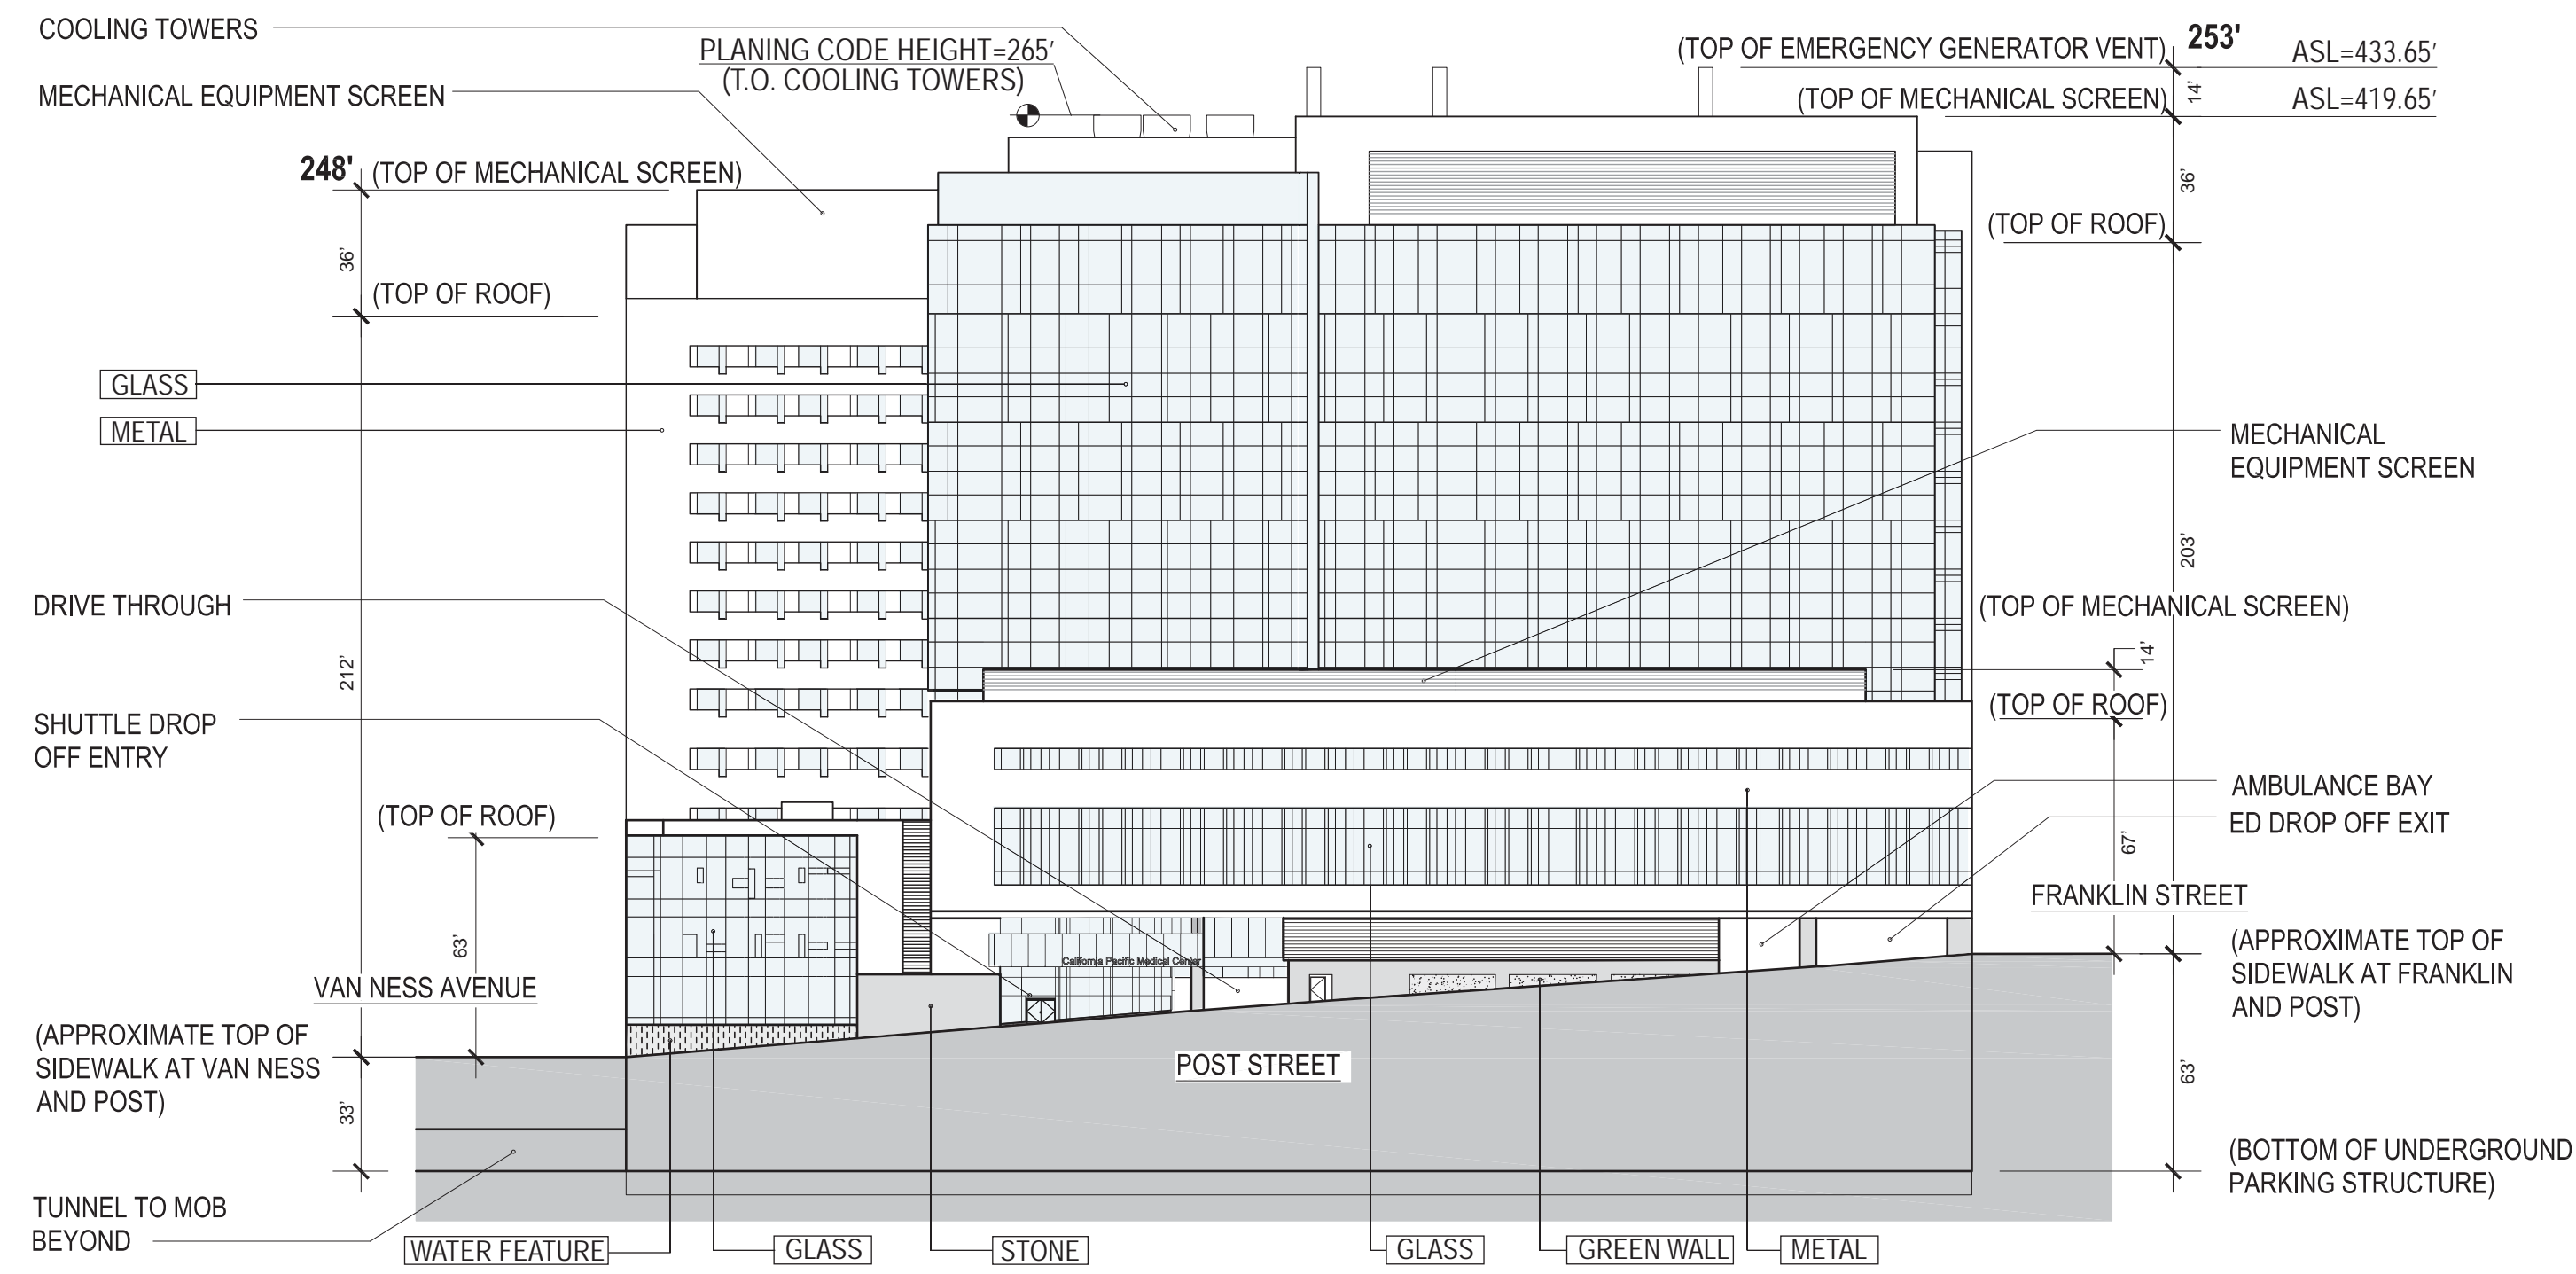 COOLING TOWERS
PLANING CODE HEIGHT=265'
(T.O. COOLING TOWERS)
(TOP OF EMERGENCY GENERATOR VENT) 253' ASL=433.65'
14'
MECHANICAL EQUIPMENT SCREEN
(TOP OF MECHANICAL SCREEN) ASL=419.65'
248' (TOP OF MECHANICAL SCREEN)
36'
(TOP OF ROOF)
36'
(TOP OF ROOF)
GLASS
METAL
MECHANICAL
EQUIPMENT SCREEN
203'
DRIVE THROUGH
(TOP OF MECHANICAL SCREEN)
14'
212'
(TOP OF ROOF)
SHUTTLE DROP
OFF ENTRY
AMBULANCE BAY
(TOP OF ROOF)
ED DROP OFF EXIT
67'
FRANKLIN STREET
63'
California Pacific Medical Center
(APPROXIMATE TOP OF
SIDEWALK AT FRANKLIN
AND POST)
VAN NESS AVENUE
(APPROXIMATE TOP OF
SIDEWALK AT VAN NESS
AND POST)
POST STREET
63'
33'
(BOTTOM OF UNDERGROUND
PARKING STRUCTURE)
TUNNEL TO MOB
BEYOND
WATER FEATURE
GLASS
STONE
GLASS
GREEN WALL
METAL